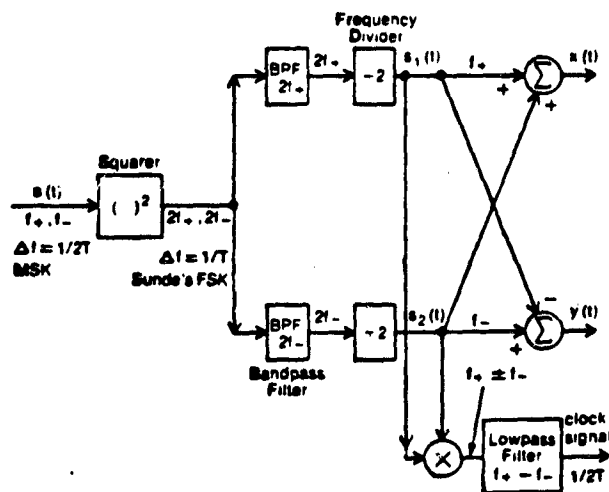 Frequency
Divider
BPF
2f₊
2f₊
÷2
s₁(t)
f₊
+
+
Σ
x(t)
Squarer
s(t)
f₊, f₋
Δf = 1/2T
MSK
( )²
2f₊, 2f₋
Δf = 1/T
Sunde's FSK
BPF
2f₋
2f₋
÷2
s₂(t)
f₋
+
−
Σ
y(t)
Bandpass
Filter
f₊ ± f₋
×
Lowpass
Filter
f₊ − f₋
clock
signal
1/2T